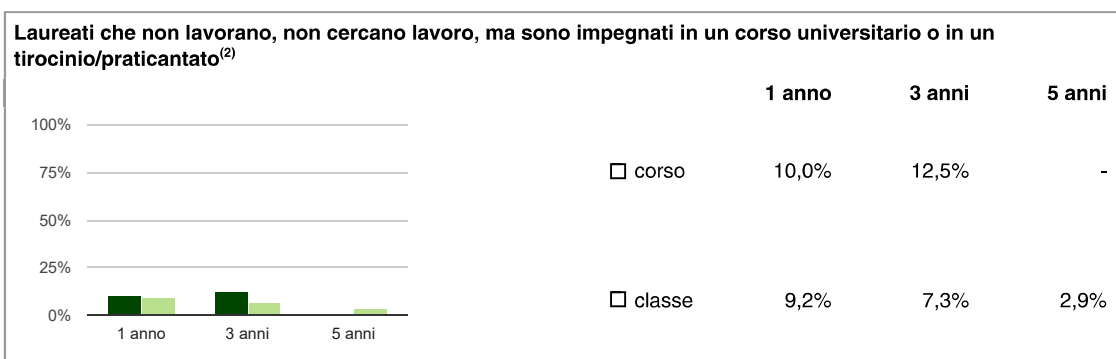 Laureati che non lavorano, non cercano lavoro, ma sono impegnati in un corso universitario o in un
tirocinio/praticantato(2)
1 anno 3 anni 5 anni
100%
75%
50%
25%
0%
1 anno 3 anni 5 anni
corso 10,0% 12,5% -
classe 9,2% 7,3% 2,9%